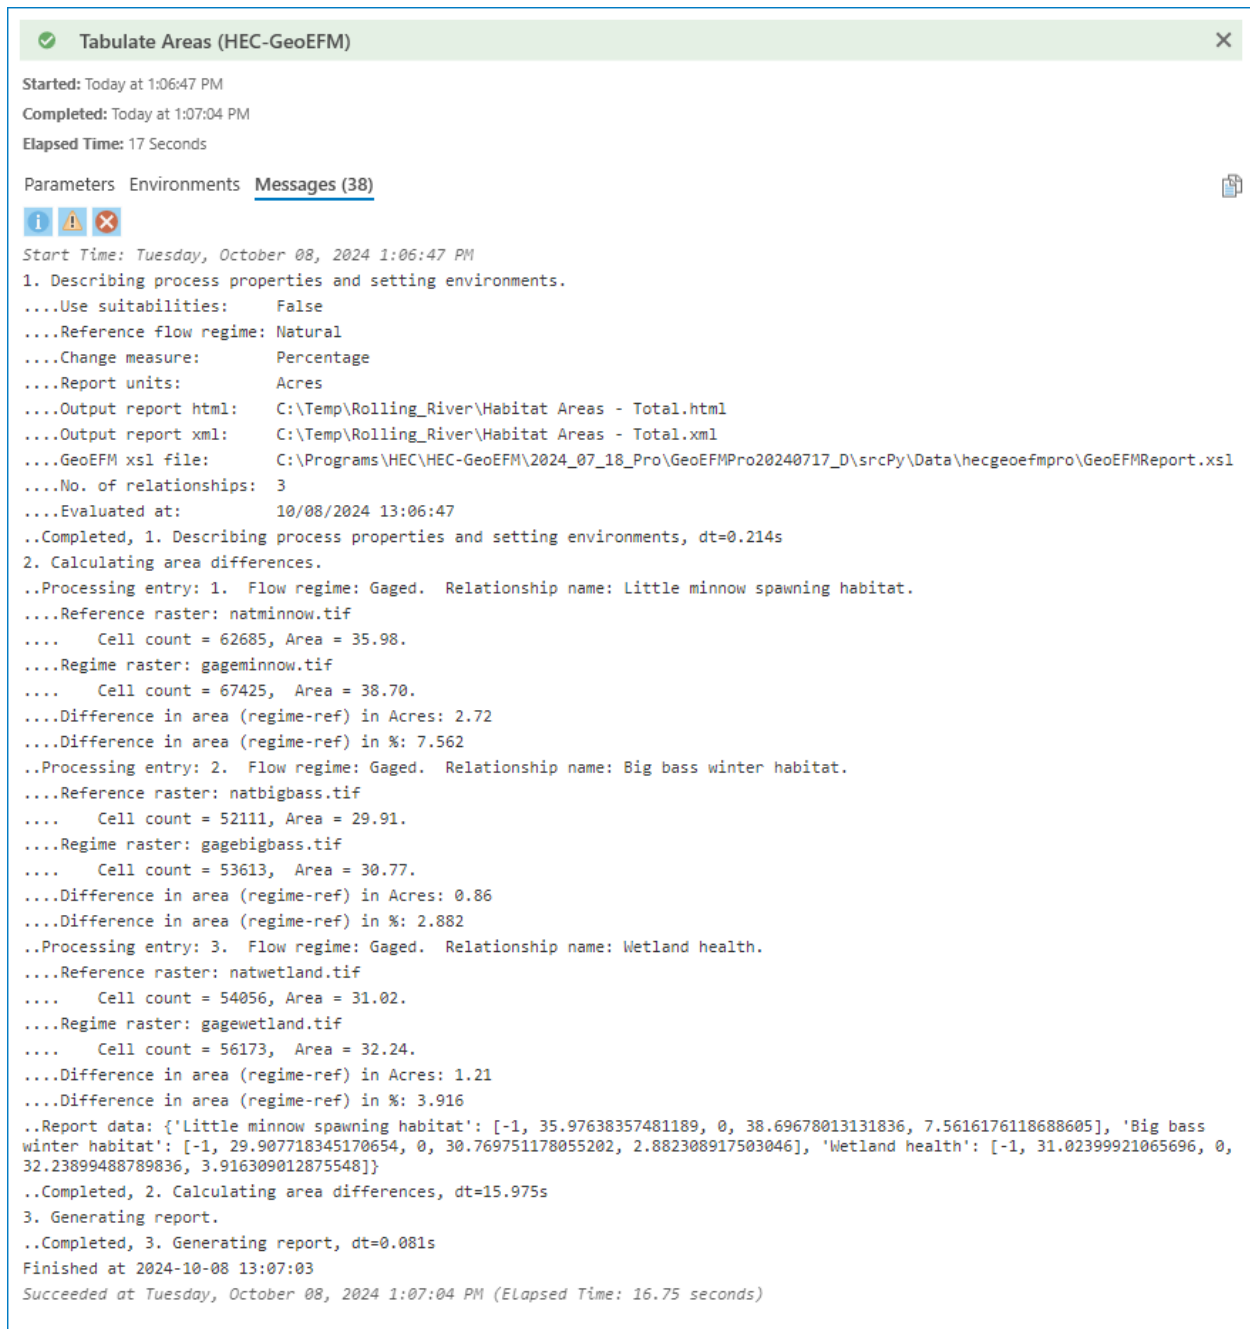 Tabulate Areas (HEC-GeoEFM)
Started: Today at 1:06:47 PM
Completed: Today at 1:07:04 PM
Elapsed Time: 17 Seconds
Parameters Environments Messages (38)
Start Time: Tuesday, October 08, 2024 1:06:47 PM
1. Describing process properties and setting environments.
....Use suitabilities:     False
....Reference flow regime: Natural
....Change measure:        Percentage
....Report units:          Acres
....Output report html:    C:\Temp\Rolling_River\Habitat Areas - Total.html
....Output report xml:     C:\Temp\Rolling_River\Habitat Areas - Total.xml
....GeoEFM xsl file:       C:\Programs\HEC\HEC-GeoEFM\2024_07_18_Pro\GeoEFMPro20240717_D\srcPy\Data\hecgeoefmpro\GeoEFMReport.xsl
....No. of relationships:  3
....Evaluated at:          10/08/2024 13:06:47
..Completed, 1. Describing process properties and setting environments, dt=0.214s
2. Calculating area differences.
..Processing entry: 1.  Flow regime: Gaged.  Relationship name: Little minnow spawning habitat.
....Reference raster: natminnow.tif
....    Cell count = 62685, Area = 35.98.
....Regime raster: gageminnow.tif
....    Cell count = 67425,  Area = 38.70.
....Difference in area (regime-ref) in Acres: 2.72
....Difference in area (regime-ref) in %: 7.562
..Processing entry: 2.  Flow regime: Gaged.  Relationship name: Big bass winter habitat.
....Reference raster: natbigbass.tif
....    Cell count = 52111, Area = 29.91.
....Regime raster: gagebigbass.tif
....    Cell count = 53613,  Area = 30.77.
....Difference in area (regime-ref) in Acres: 0.86
....Difference in area (regime-ref) in %: 2.882
..Processing entry: 3.  Flow regime: Gaged.  Relationship name: Wetland health.
....Reference raster: natwetland.tif
....    Cell count = 54056, Area = 31.02.
....Regime raster: gagewetland.tif
....    Cell count = 56173,  Area = 32.24.
....Difference in area (regime-ref) in Acres: 1.21
....Difference in area (regime-ref) in %: 3.916
..Report data: {'Little minnow spawning habitat': [-1, 35.97638357481189, 0, 38.69678013131836, 7.5616176118688605], 'Big bass
winter habitat': [-1, 29.907718345170654, 0, 30.769751178055202, 2.882308917503046], 'Wetland health': [-1, 31.02399921065696, 0,
32.23899488789836, 3.916309012875548]}
..Completed, 2. Calculating area differences, dt=15.975s
3. Generating report.
..Completed, 3. Generating report, dt=0.081s
Finished at 2024-10-08 13:07:03
Succeeded at Tuesday, October 08, 2024 1:07:04 PM (Elapsed Time: 16.75 seconds)